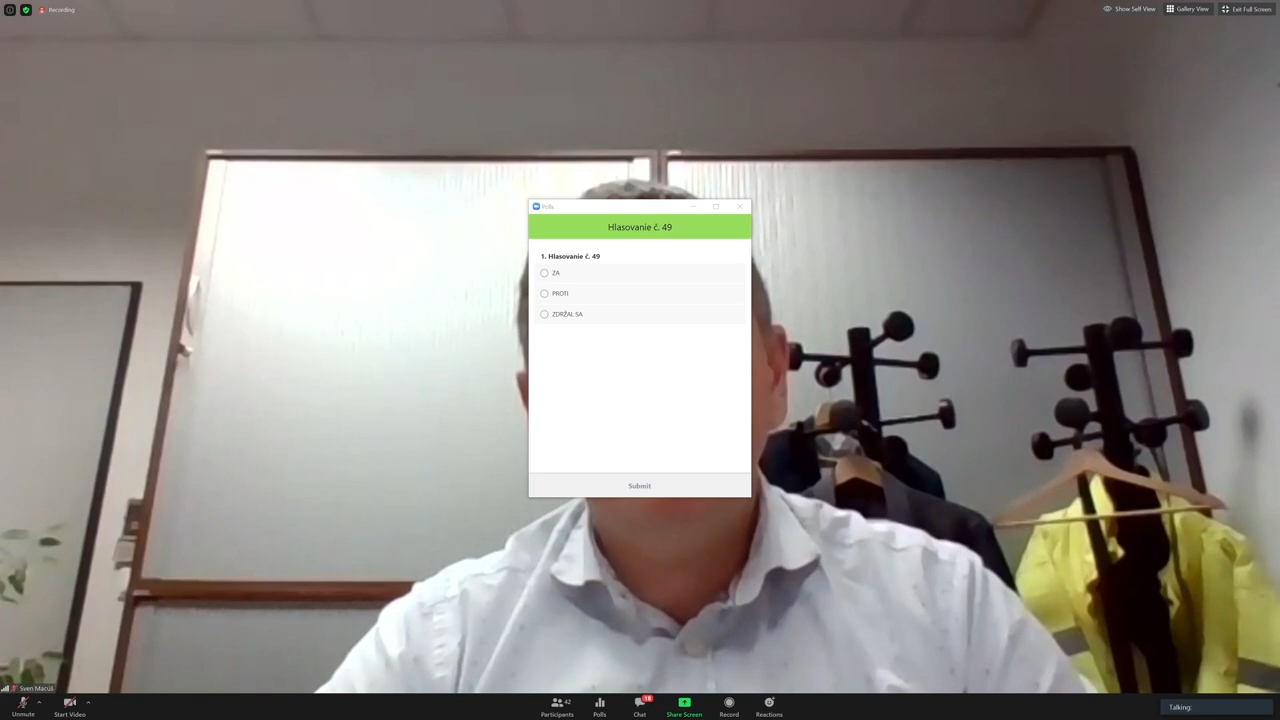 Recording
Show Self View
Gallery View
Exit Full Screen
Polls
Hlasovanie č. 49
1. Hlasovanie č. 49
ZA
PROTI
ZDRŽAL SA
Submit
Sven Macúš
Unmute
Start Video
Participants
42
Polls
Chat
18
Share Screen
Record
Reactions
Talking: